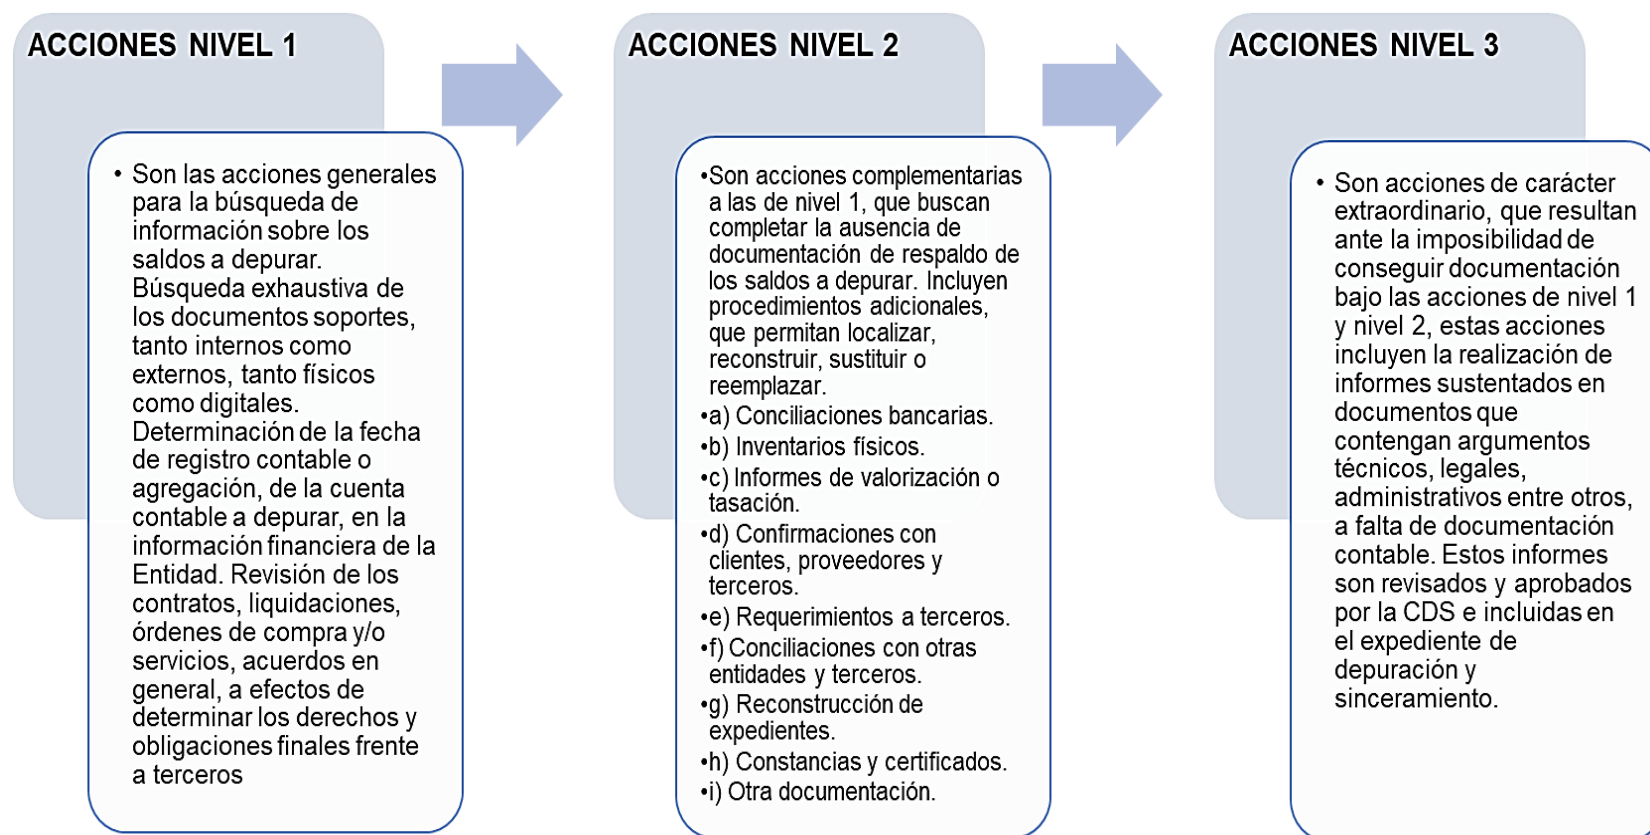 ACCIONES NIVEL 1
• Son las acciones generales
para la búsqueda de
información sobre los
saldos a depurar.
Búsqueda exhaustiva de
los documentos soportes,
tanto internos como
externos, tanto físicos
como digitales.
Determinación de la fecha
de registro contable o
agregación, de la cuenta
contable a depurar, en la
información financiera de la
Entidad. Revisión de los
contratos, liquidaciones,
órdenes de compra y/o
servicios, acuerdos en
general, a efectos de
determinar los derechos y
obligaciones finales frente
a terceros
ACCIONES NIVEL 2
•Son acciones complementarias
a las de nivel 1, que buscan
completar la ausencia de
documentación de respaldo de
los saldos a depurar. Incluyen
procedimientos adicionales,
que permitan localizar,
reconstruir, sustituir o
reemplazar.
•a) Conciliaciones bancarias.
•b) Inventarios físicos.
•c) Informes de valorización o
tasación.
•d) Confirmaciones con
clientes, proveedores y
terceros.
•e) Requerimientos a terceros.
•f) Conciliaciones con otras
entidades y terceros.
•g) Reconstrucción de
expedientes.
•h) Constancias y certificados.
•i) Otra documentación.
ACCIONES NIVEL 3
• Son acciones de carácter
extraordinario, que resultan
ante la imposibilidad de
conseguir documentación
bajo las acciones de nivel 1
y nivel 2, estas acciones
incluyen la realización de
informes sustentados en
documentos que
contengan argumentos
técnicos, legales,
administrativos entre otros,
a falta de documentación
contable. Estos informes
son revisados y aprobados
por la CDS e incluidas en
el expediente de
depuración y
sinceramiento.